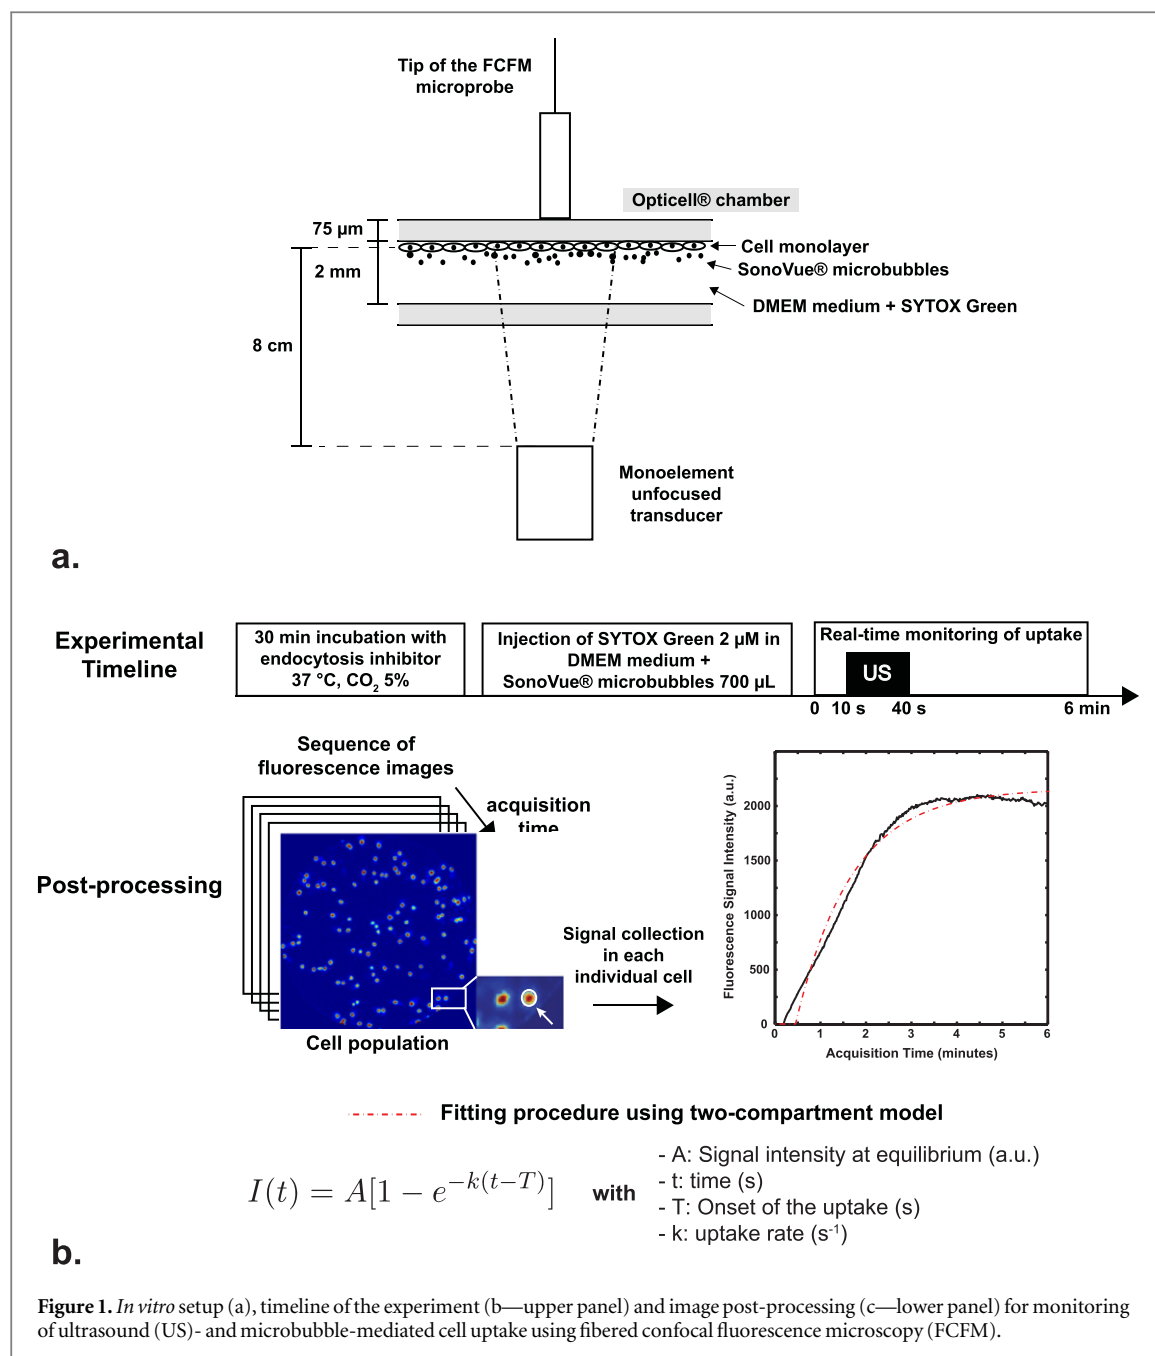 Tip of the FCFM
microprobe
Opticell® chamber
75 µm
Cell monolayer
SonoVue® microbubbles
2 mm
DMEM medium + SYTOX Green
8 cm
Monoelement
unfocused
transducer
a.
Experimental
Timeline
30 min incubation with
endocytosis inhibitor
37 °C, CO2 5%
Injection of SYTOX Green 2 µM in
DMEM medium +
SonoVue® microbubbles 700 µL
Real-time monitoring of uptake
US
0 10 s 40 s 6 min
Sequence of
fluorescence images
acquisition
time
Post-processing
Cell population
Signal collection
in each
individual cell
Fluorescence Signal Intensity (a.u.)
2000
1500
1000
500
0
0 1 2 3 4 5 6
Acquisition Time (minutes)
Fitting procedure using two-compartment model
I(t) = A[1 − e^{−k(t−T)}]
with
- A: Signal intensity at equilibrium (a.u.)
- t: time (s)
- T: Onset of the uptake (s)
- k: uptake rate (s-1)
b.
Figure 1. In vitro setup (a), timeline of the experiment (b—upper panel) and image post-processing (c—lower panel) for monitoring
of ultrasound (US)- and microbubble-mediated cell uptake using fibered confocal fluorescence microscopy (FCFM).